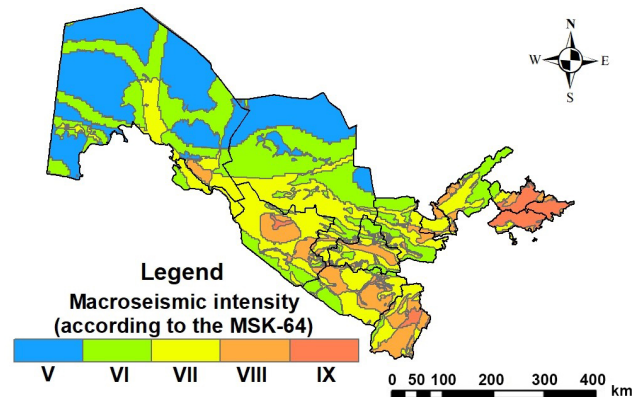 N
W E
S
Legend
Macroseismic intensity
(according to the MSK-64)
V VI VII VIII IX
0 50 100 200 300 400
km